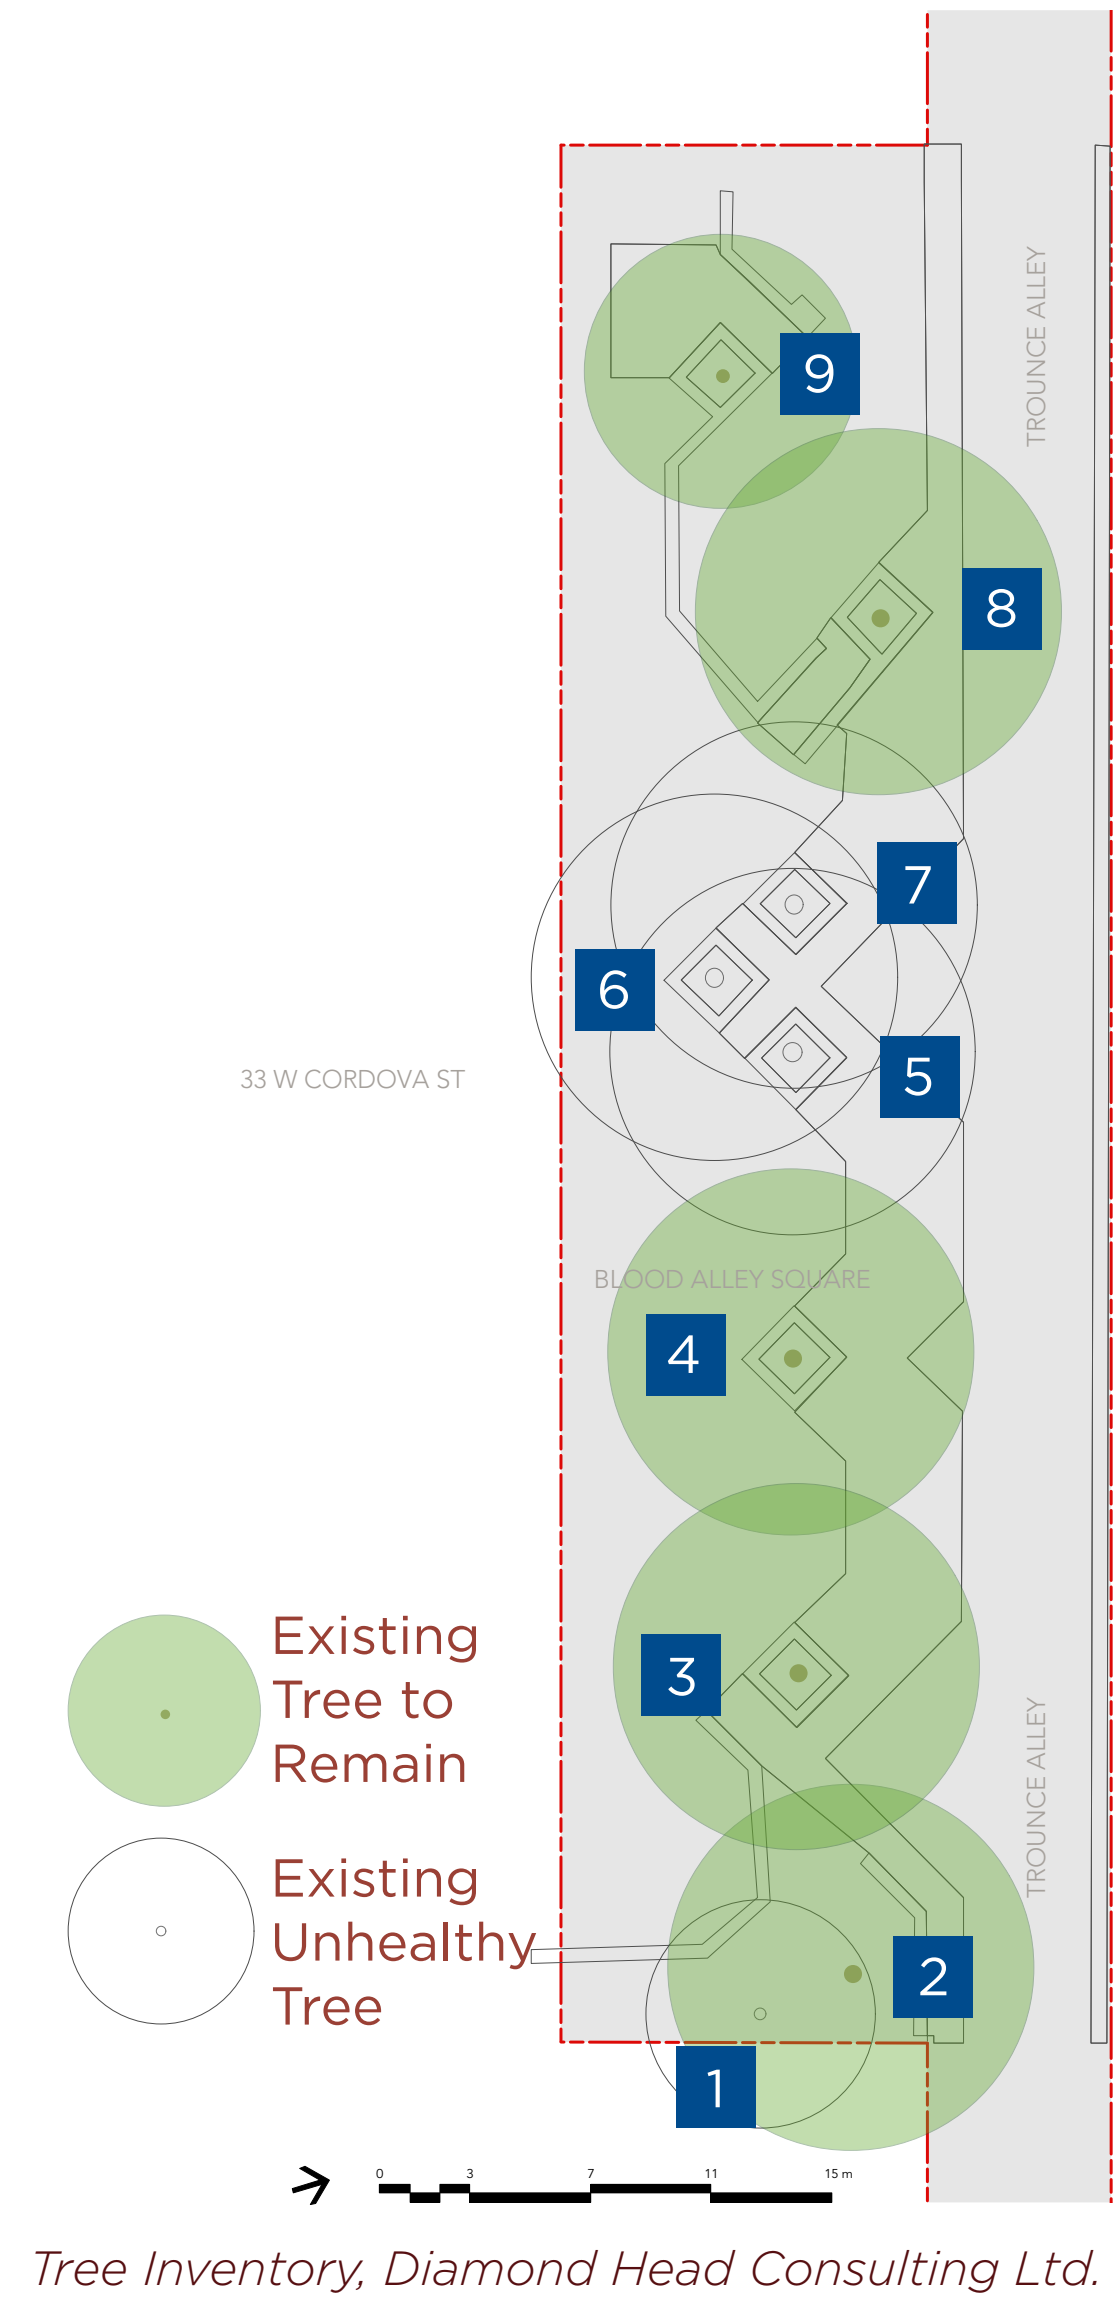 TROUNCE ALLEY
9
8
7
6
5
33 W CORDOVA ST
BLOOD ALLEY SQUARE
4
3
Existing
Tree to
Remain
TROUNCE ALLEY
Existing
Unhealthy
Tree
2
1
0 3 7 11 15 m
Tree Inventory, Diamond Head Consulting Ltd.